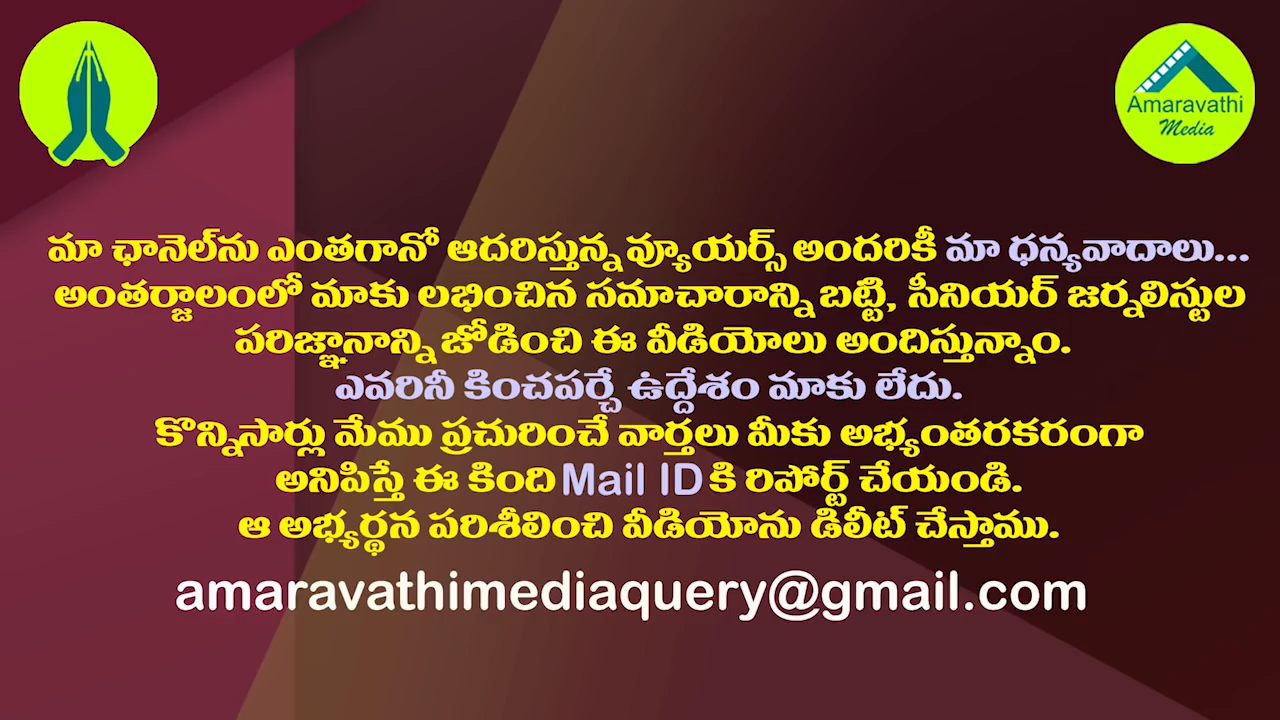 Amaravathi
Media
మా ఛానెల్‌ను ఎంతగానో ఆదరిస్తున్న వ్యూయర్స్ అందరికీ మా ధన్యవాదాలు...
అంతర్జాలంలో మాకు లభించిన సమాచారాన్ని బట్టి, సీనియర్ జర్నలిస్టుల
పరిజ్ఞానాన్ని జోడించి ఈ వీడియోలు అందిస్తున్నాం.
ఎవరినీ కించపర్చే ఉద్దేశం మాకు లేదు.
కొన్నిసార్లు మేము ప్రచురించే వార్తలు మీకు అభ్యంతరకరంగా
అనిపిస్తే ఈ కింది Mail ID కి రిపోర్ట్ చేయండి.
ఆ అభ్యర్థన పరిశీలించి వీడియోను డిలీట్ చేస్తాము.
amaravathimediaquery@gmail.com